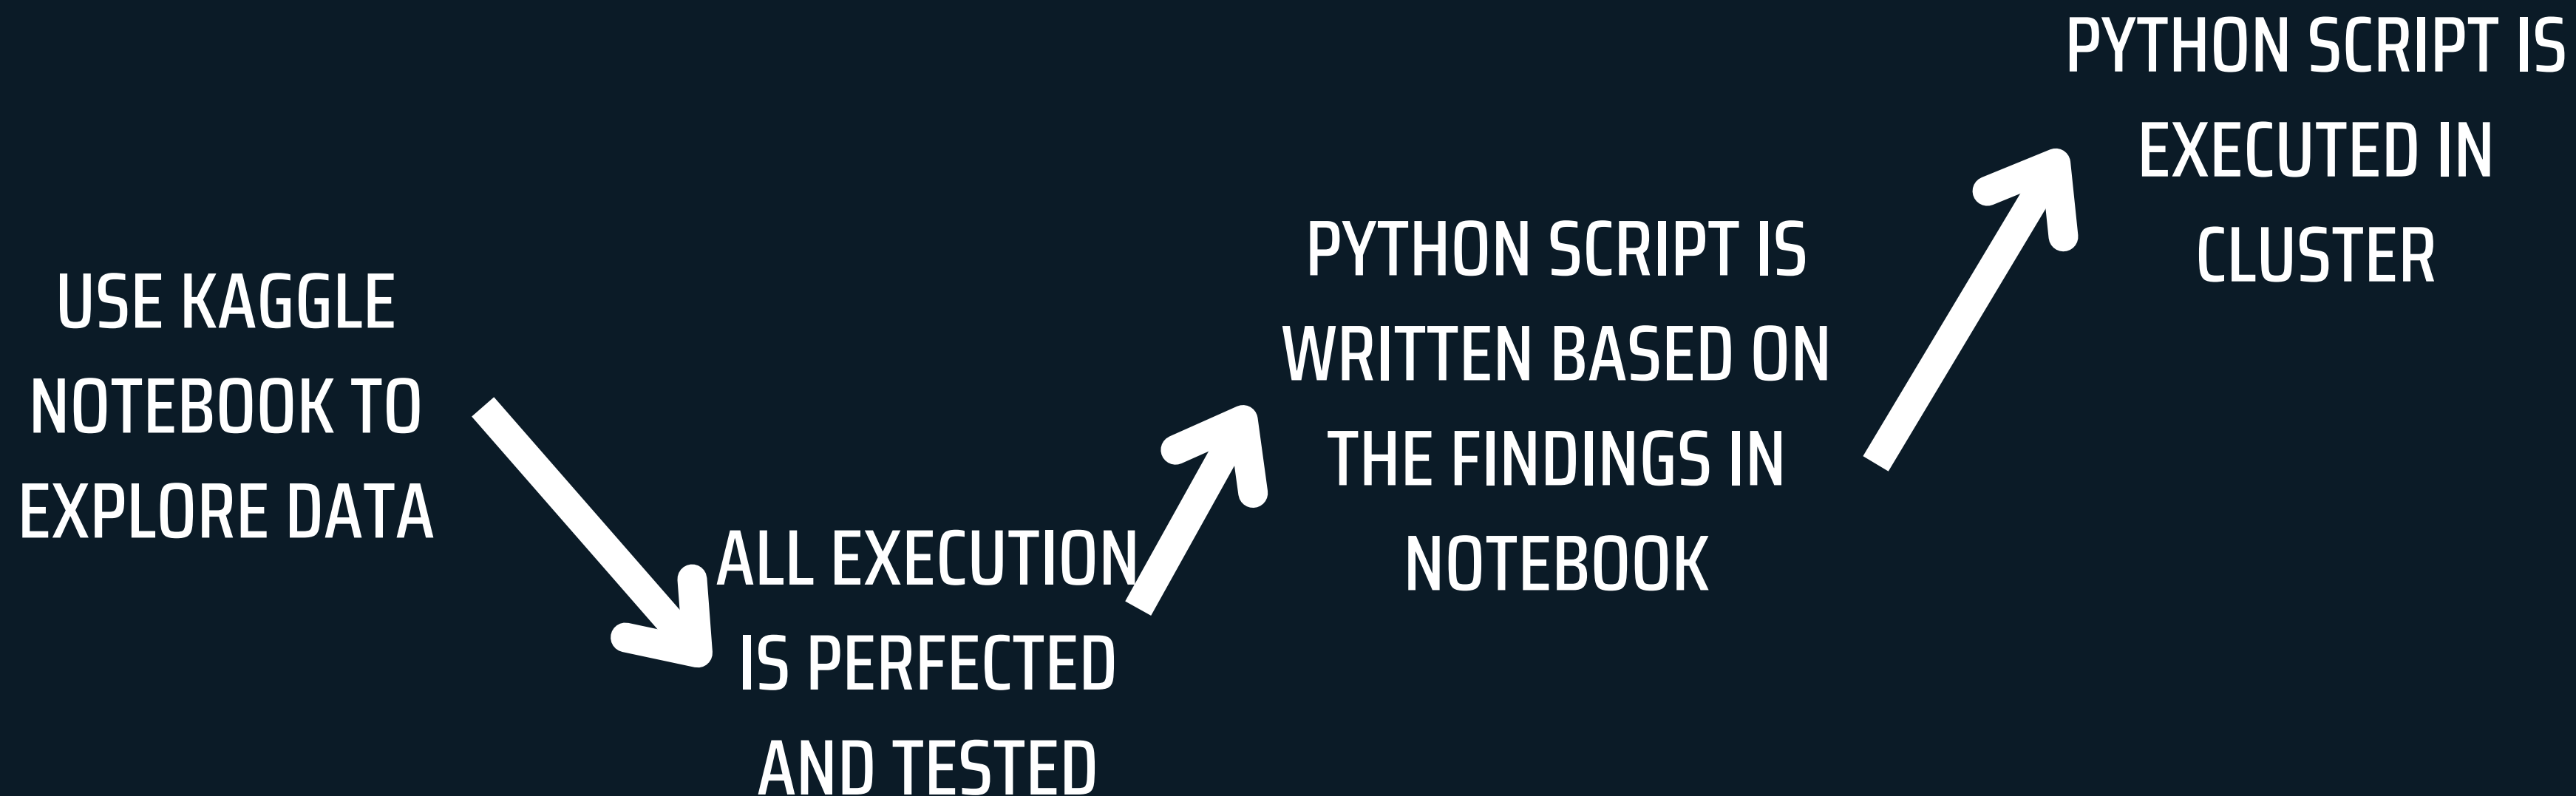 USE KAGGLE
NOTEBOOK TO
EXPLORE DATA
ALL EXECUTION
IS PERFECTED
AND TESTED
PYTHON SCRIPT IS
WRITTEN BASED ON
THE FINDINGS IN
NOTEBOOK
PYTHON SCRIPT IS
EXECUTED IN
CLUSTER